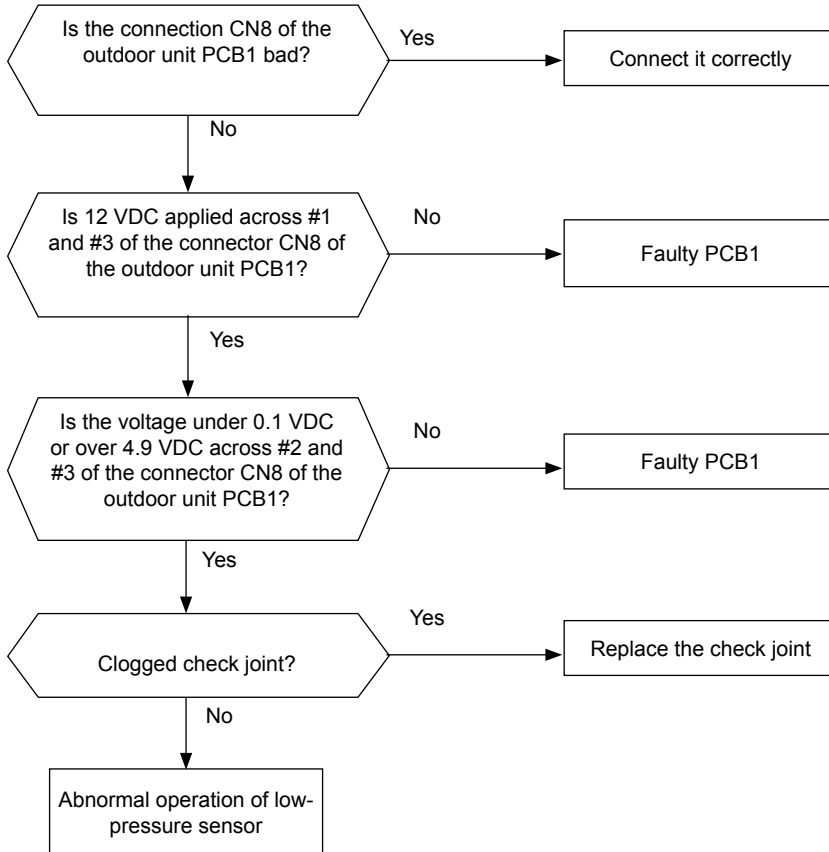 Is the connection CN8 of the
outdoor unit PCB1 bad?
Yes
Connect it correctly
No
Is 12 VDC applied across #1
and #3 of the connector CN8 of
the outdoor unit PCB1?
No
Faulty PCB1
Yes
Is the voltage under 0.1 VDC
or over 4.9 VDC across #2 and
#3 of the connector CN8 of the
outdoor unit PCB1?
No
Faulty PCB1
Yes
Clogged check joint?
Yes
Replace the check joint
No
Abnormal operation of low-
pressure sensor